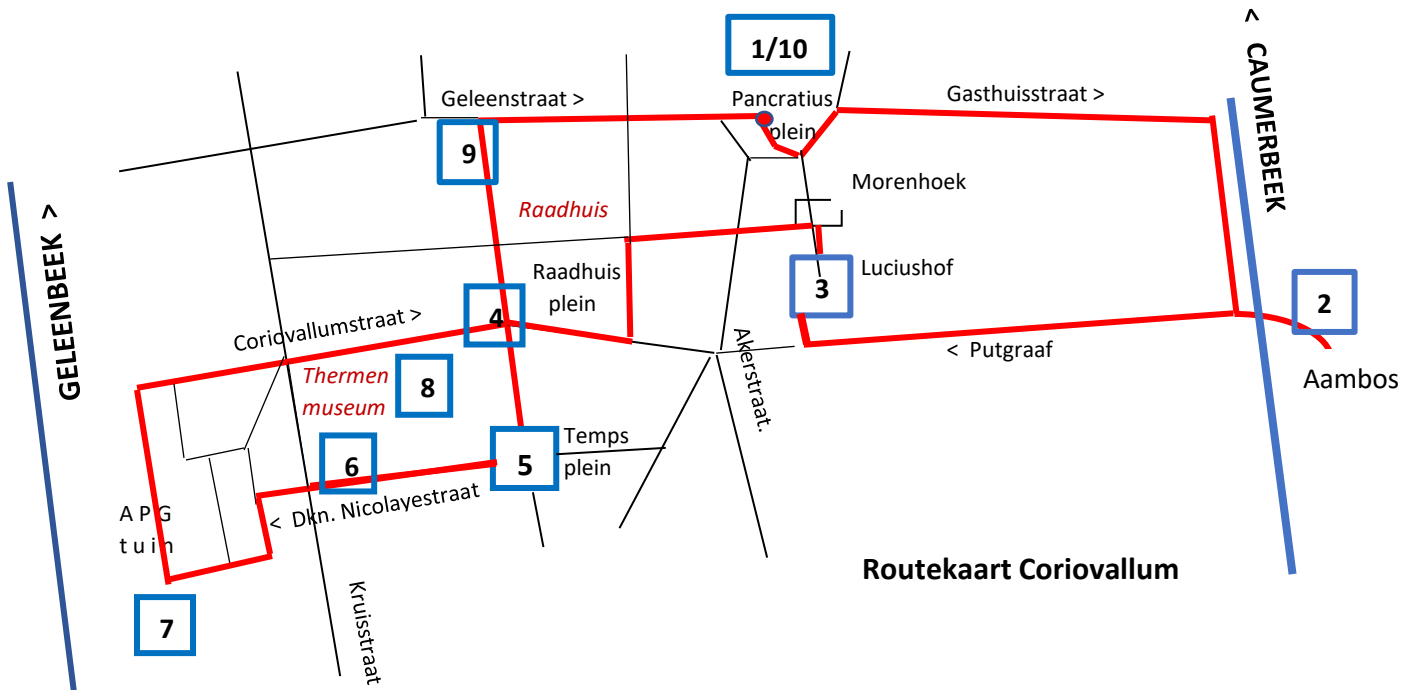 1/10
< CAUMERBEEK
Geleenstraat >
Pancratius
plein
Gasthuisstraat >
9
Morenhoek
GELEENBEEK >
Raadhuis
Raadhuis
plein
Luciushof
3
2
4
Coriovallumstraat >
Akerstraat.
< Putgraaf
Aambos
Thermen
museum
8
Temps
plein
5
6
< Dkn. Nicolayestraat
A P G
t u i n
Routekaart Coriovallum
Kruisstraat
7